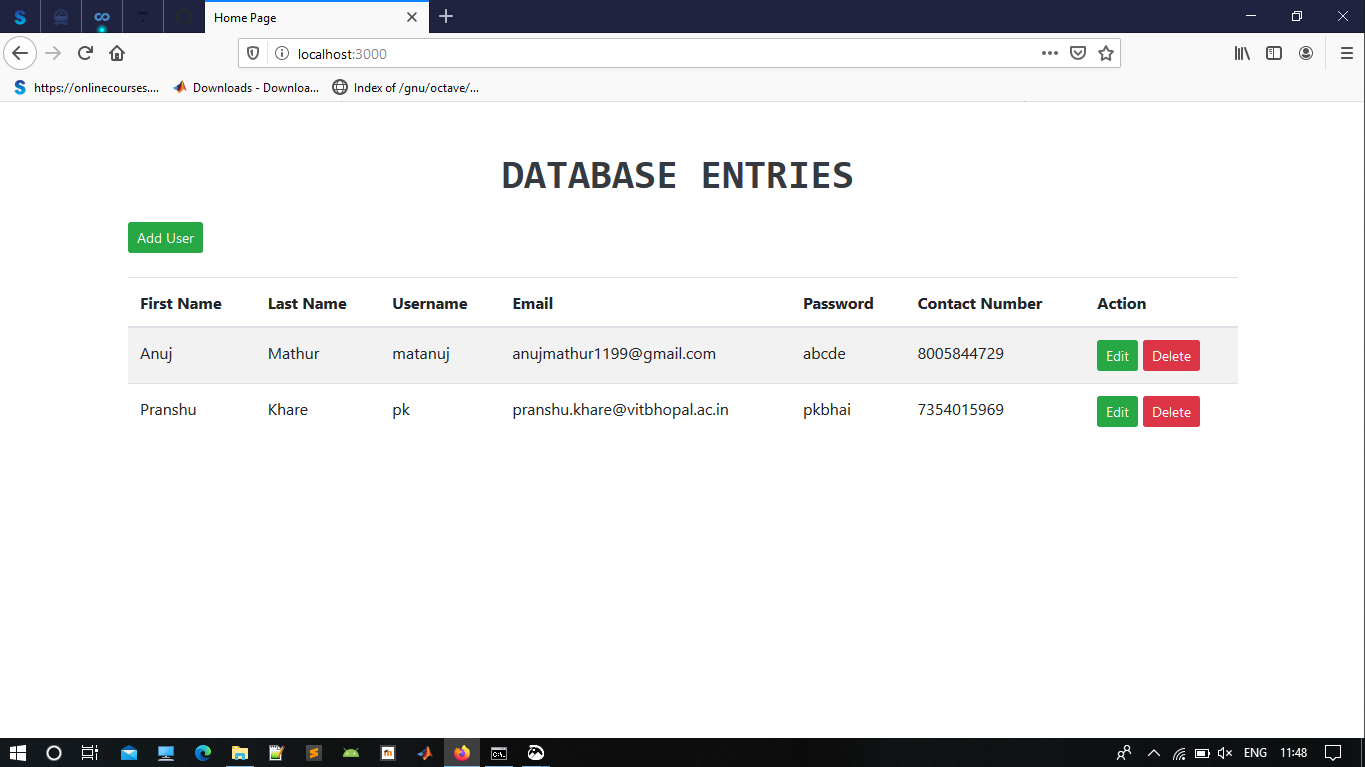 Home Page
localhost:3000
https://onlinecourses....
Downloads - Downloa...
Index of /gnu/octave/...
DATABASE ENTRIES
Add User
First Name Last Name Username Email Password Contact Number Action
Anuj Mathur matanuj anujmathur1199@gmail.com abcde 8005844729 Edit Delete
Pranshu Khare pk pranshu.khare@vitbhopal.ac.in pkbhai 7354015969 Edit Delete
ENG 11:48